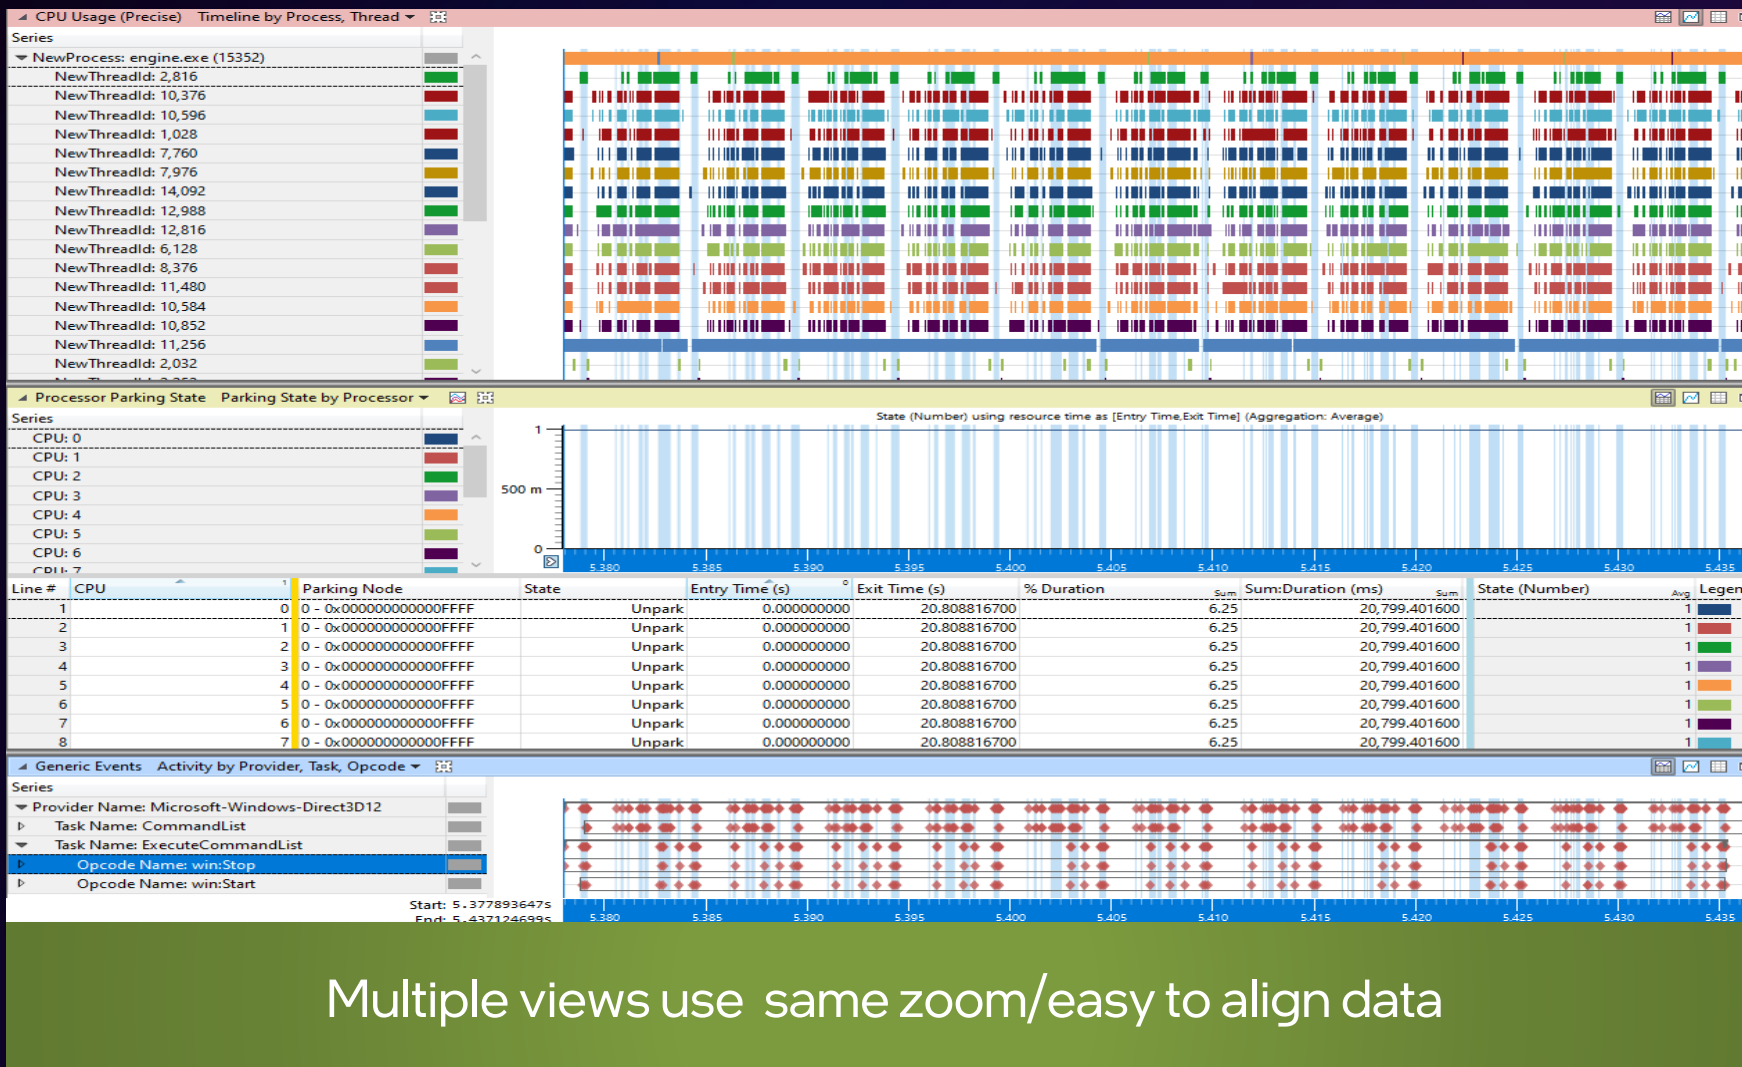 CPU Usage (Precise) Timeline by Process, Thread
Series
NewProcess: engine.exe (15352)
NewThreadId: 2,816
NewThreadId: 10,376
NewThreadId: 10,596
NewThreadId: 1,028
NewThreadId: 7,760
NewThreadId: 7,976
NewThreadId: 14,092
NewThreadId: 12,988
NewThreadId: 12,816
NewThreadId: 6,128
NewThreadId: 8,376
NewThreadId: 11,480
NewThreadId: 10,584
NewThreadId: 10,852
NewThreadId: 11,256
NewThreadId: 2,032
Processor Parking State Parking State by Processor
Series
State (Number) using resource time as [Entry Time,Exit Time] (Aggregation: Average)
CPU: 0
CPU: 1
CPU: 2
CPU: 3
CPU: 4
CPU: 5
CPU: 6
CPU: 7
1
500 m
0
5.380 5.385 5.390 5.395 5.400 5.405 5.410 5.415 5.420 5.425 5.430 5.435
Line # CPU 1 Parking Node State Entry Time (s) 0 Exit Time (s) % Duration Sum Sum:Duration (ms) Sum State (Number) Avg Legen
1 0 0 - 0x000000000000FFFF Unpark 0.000000000 20.808816700 6.25 20,799.401600 1
2 1 0 - 0x000000000000FFFF Unpark 0.000000000 20.808816700 6.25 20,799.401600 1
3 2 0 - 0x000000000000FFFF Unpark 0.000000000 20.808816700 6.25 20,799.401600 1
4 3 0 - 0x000000000000FFFF Unpark 0.000000000 20.808816700 6.25 20,799.401600 1
5 4 0 - 0x000000000000FFFF Unpark 0.000000000 20.808816700 6.25 20,799.401600 1
6 5 0 - 0x000000000000FFFF Unpark 0.000000000 20.808816700 6.25 20,799.401600 1
7 6 0 - 0x000000000000FFFF Unpark 0.000000000 20.808816700 6.25 20,799.401600 1
8 7 0 - 0x000000000000FFFF Unpark 0.000000000 20.808816700 6.25 20,799.401600 1
Generic Events Activity by Provider, Task, Opcode
Series
Provider Name: Microsoft-Windows-Direct3D12
Task Name: CommandList
Task Name: ExecuteCommandList
Opcode Name: win:Stop
Opcode Name: win:Start
Start: 5.377893647s
End: 5.437124699s
5.380 5.385 5.390 5.395 5.400 5.405 5.410 5.415 5.420 5.425 5.430 5.435
Multiple views use same zoom/easy to align data